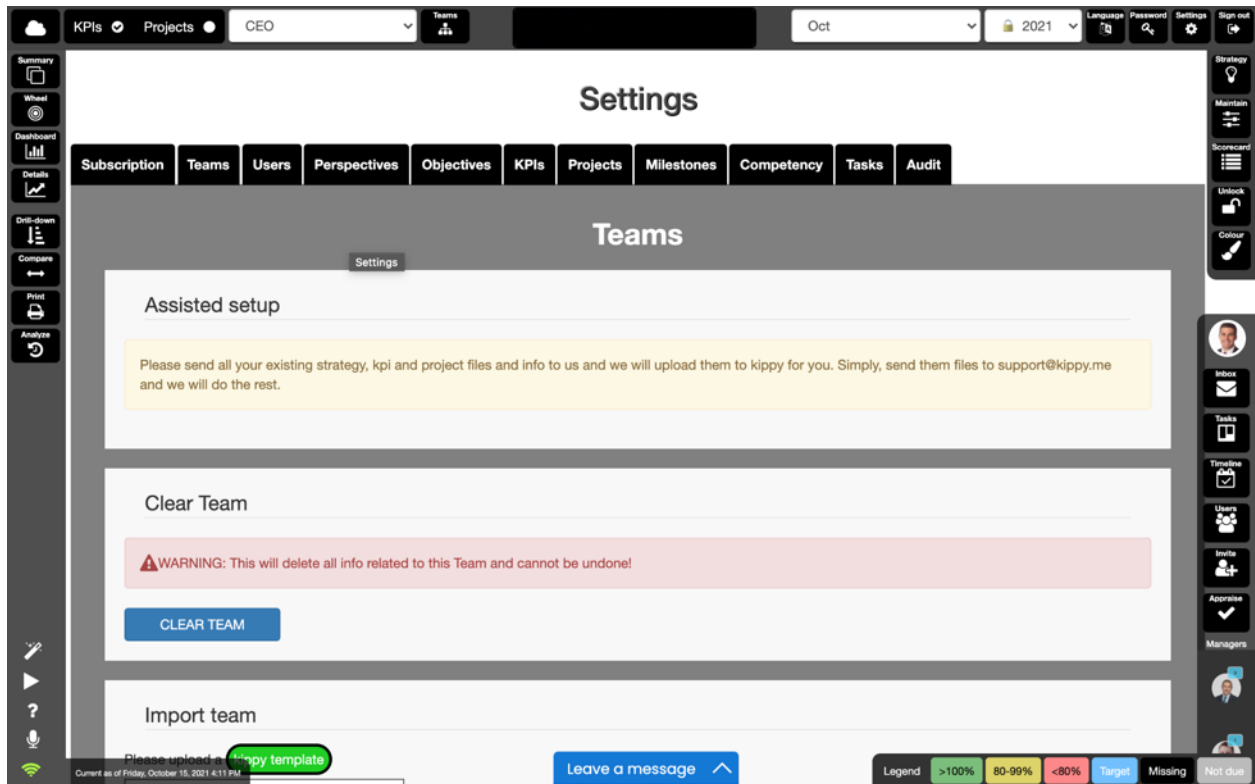 KPIs Projects CEO Teams Oct 2021 Language Password Settings Sign out
Summary
Wheel
Dashboard
Details
Drill-down
Compare
Print
Analyze
Settings
Subscription Teams Users Perspectives Objectives KPIs Projects Milestones Competency Tasks Audit
Teams
Settings
Assisted setup
Please send all your existing strategy, kpi and project files and info to us and we will upload them to kippy for you. Simply, send them files to support@kippy.me
and we will do the rest.
Clear Team
WARNING: This will delete all info related to this Team and cannot be undone!
CLEAR TEAM
Import team
Please upload a kippy template
Strategy
Maintain
Scorecard
Unlock
Colour
Inbox
Tasks
Timeline
Users
Invite
Appraise
Managers
?
Current as of Friday, October 15, 2021 4:11 PM
Leave a message
Legend >100% 80-99% <80% Target Missing Not due